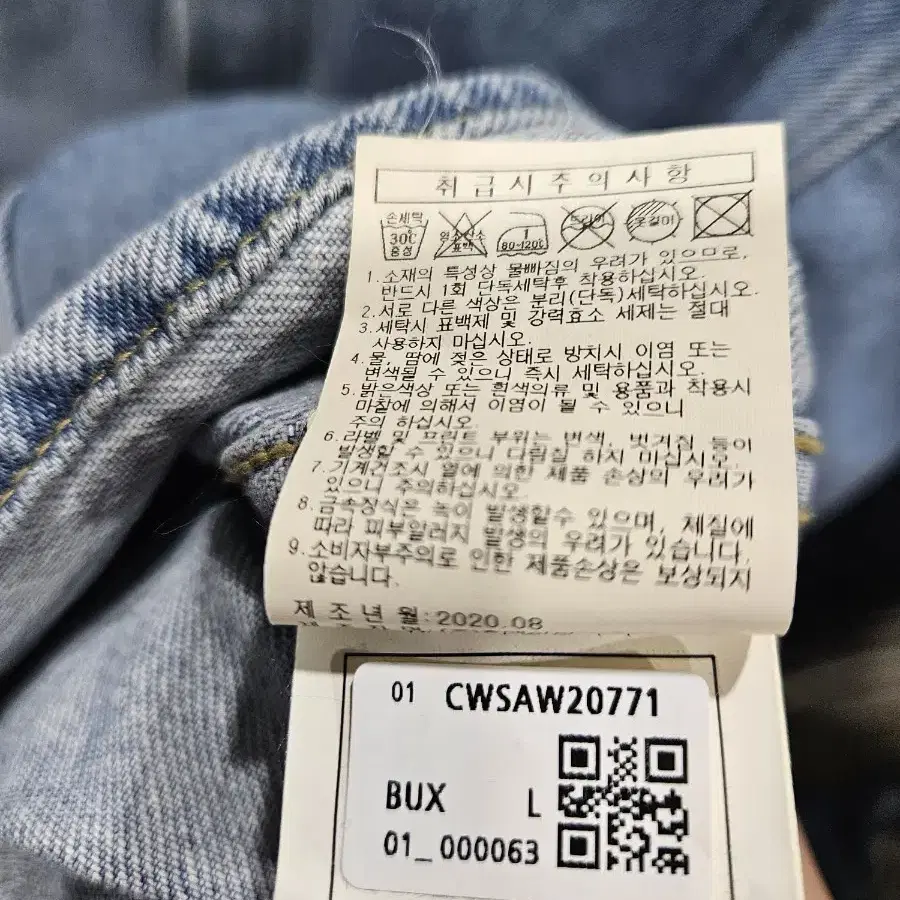 취급시주의사항
손세탁
30℃
중성
염소산소
표백
1
80~120℃
드라이
옷걸이
1.소재의 특성상 물빠짐의 우려가 있으므로,
반드시 1회 단독세탁후 착용하십시오.
2.서로 다른 색상은 분리(단독)세탁하십시오.
3.세탁시 표백제 및 강력효소 세제는 절대
사용하지 마십시오.
4.물, 땀에 젖은 상태로 방치시 이염 또는
변색될 수 있으니 즉시 세탁하십시오.
5.밝은색상 또는 흰색의류 및 용품과 착용시
마찰에 의해서 이염이 될 수 있으니
주의 하십시오.
6.라벨 및 프린트 부위는 변색, 벗겨짐 등이
발생할 수 있으니 다림질 하지 마십시오.
7.기계건조시 열에 의한 제품 손상의 우려가
있으니 주의하십시오.
8.금속장식은 녹이 발생할수 있으며, 체질에
따라 피부알러지 발생의 우려가 있습니다.
9.소비자부주의로 인한 제품손상은 보상되지
않습니다.
제조년월:2020.08
01 CWSAW20771
BUX L
01_000063